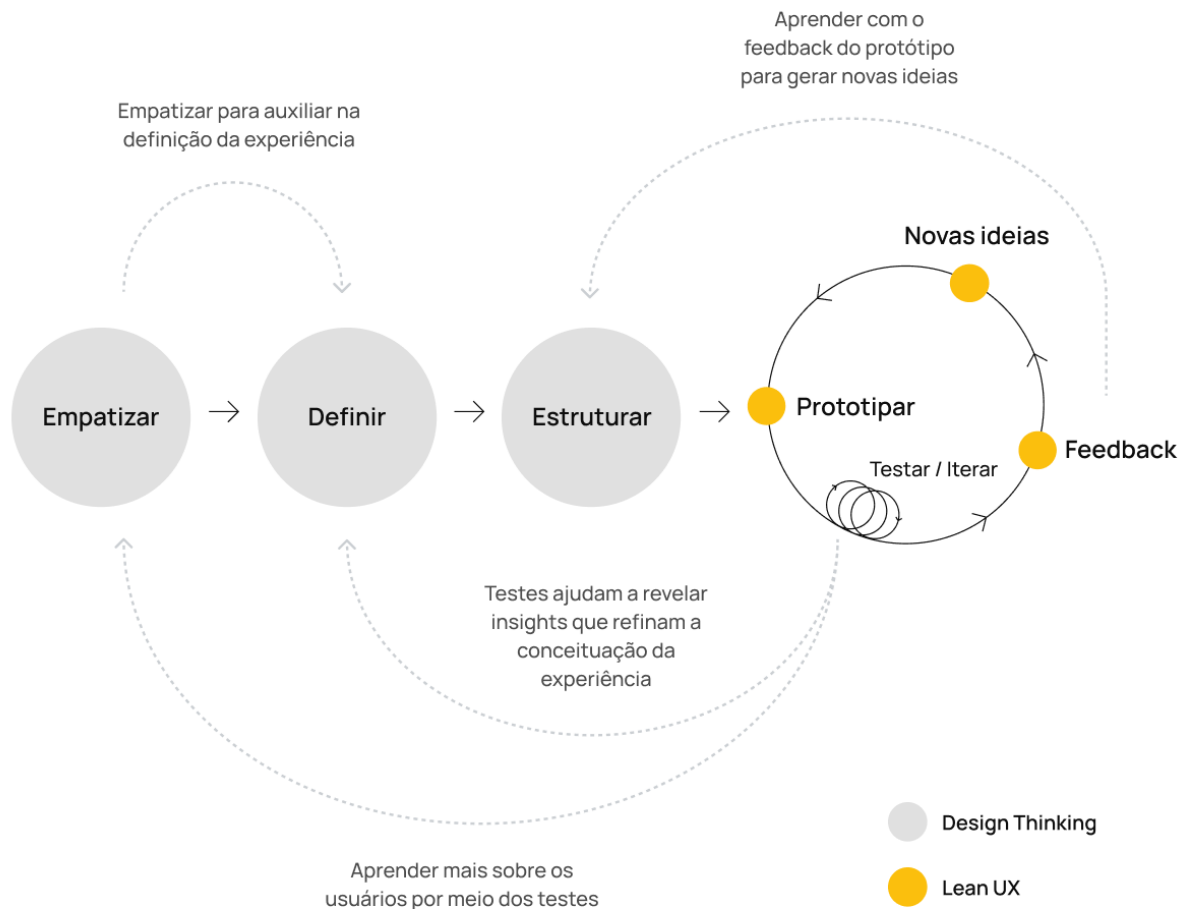 Aprender com o
feedback do protótipo
para gerar novas ideias
Empatizar para auxiliar na
definição da experiência
Novas ideias
Empatizar
Definir
Estruturar
Prototipar
Feedback
Testar / Iterar
Testes ajudam a revelar
insights que refinam a
conceituação da
experiência
Design Thinking
Aprender mais sobre os
usuários por meio dos testes
Lean UX